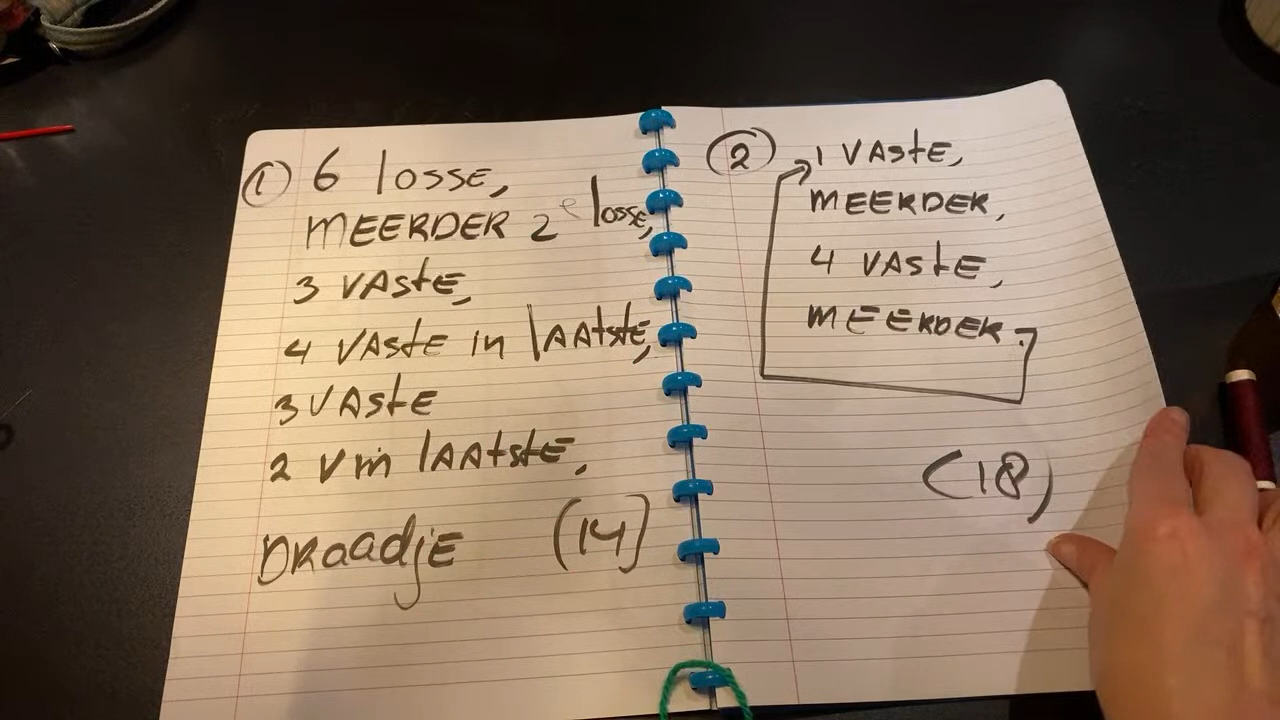 ① 6 losse,
MEERDER 2e losse,
3 VASTE,
4 VASTE in lAAtstE,
3 VASTE
2 V in lAAtstE,
DRaadjE (14)
② 1 VASTE,
MEERDER,
4 VASTE,
MEERDER.
(18)